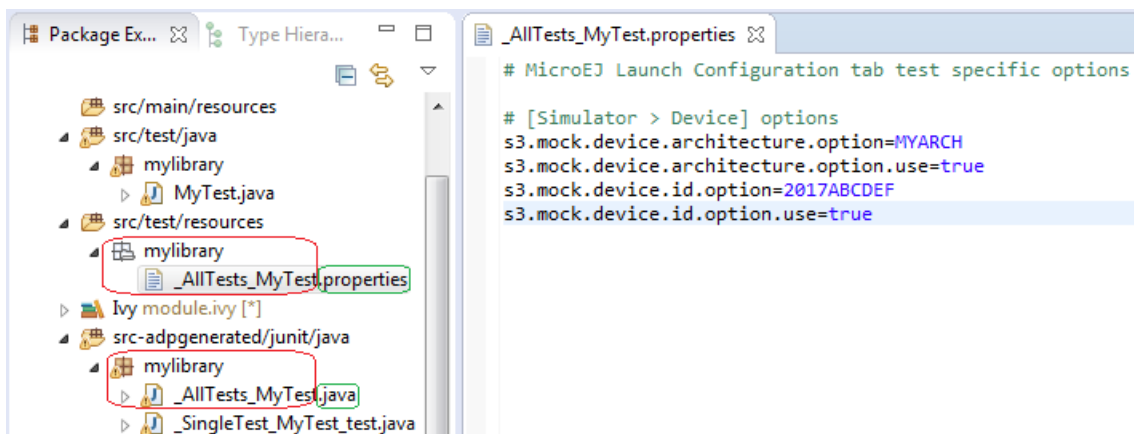 Package Ex...
Type Hiera...
src/main/resources
src/test/java
mylibrary
MyTest.java
src/test/resources
mylibrary
_AllTests_MyTest.properties
Ivy module.ivy [*]
src-adpgenerated/junit/java
mylibrary
_AllTests_MyTest.java
_SingleTest_MyTest_test.java
_AllTests_MyTest.properties
# MicroEJ Launch Configuration tab test specific options
# [Simulator > Device] options
s3.mock.device.architecture.option=MYARCH
s3.mock.device.architecture.option.use=true
s3.mock.device.id.option=2017ABCDEF
s3.mock.device.id.option.use=true